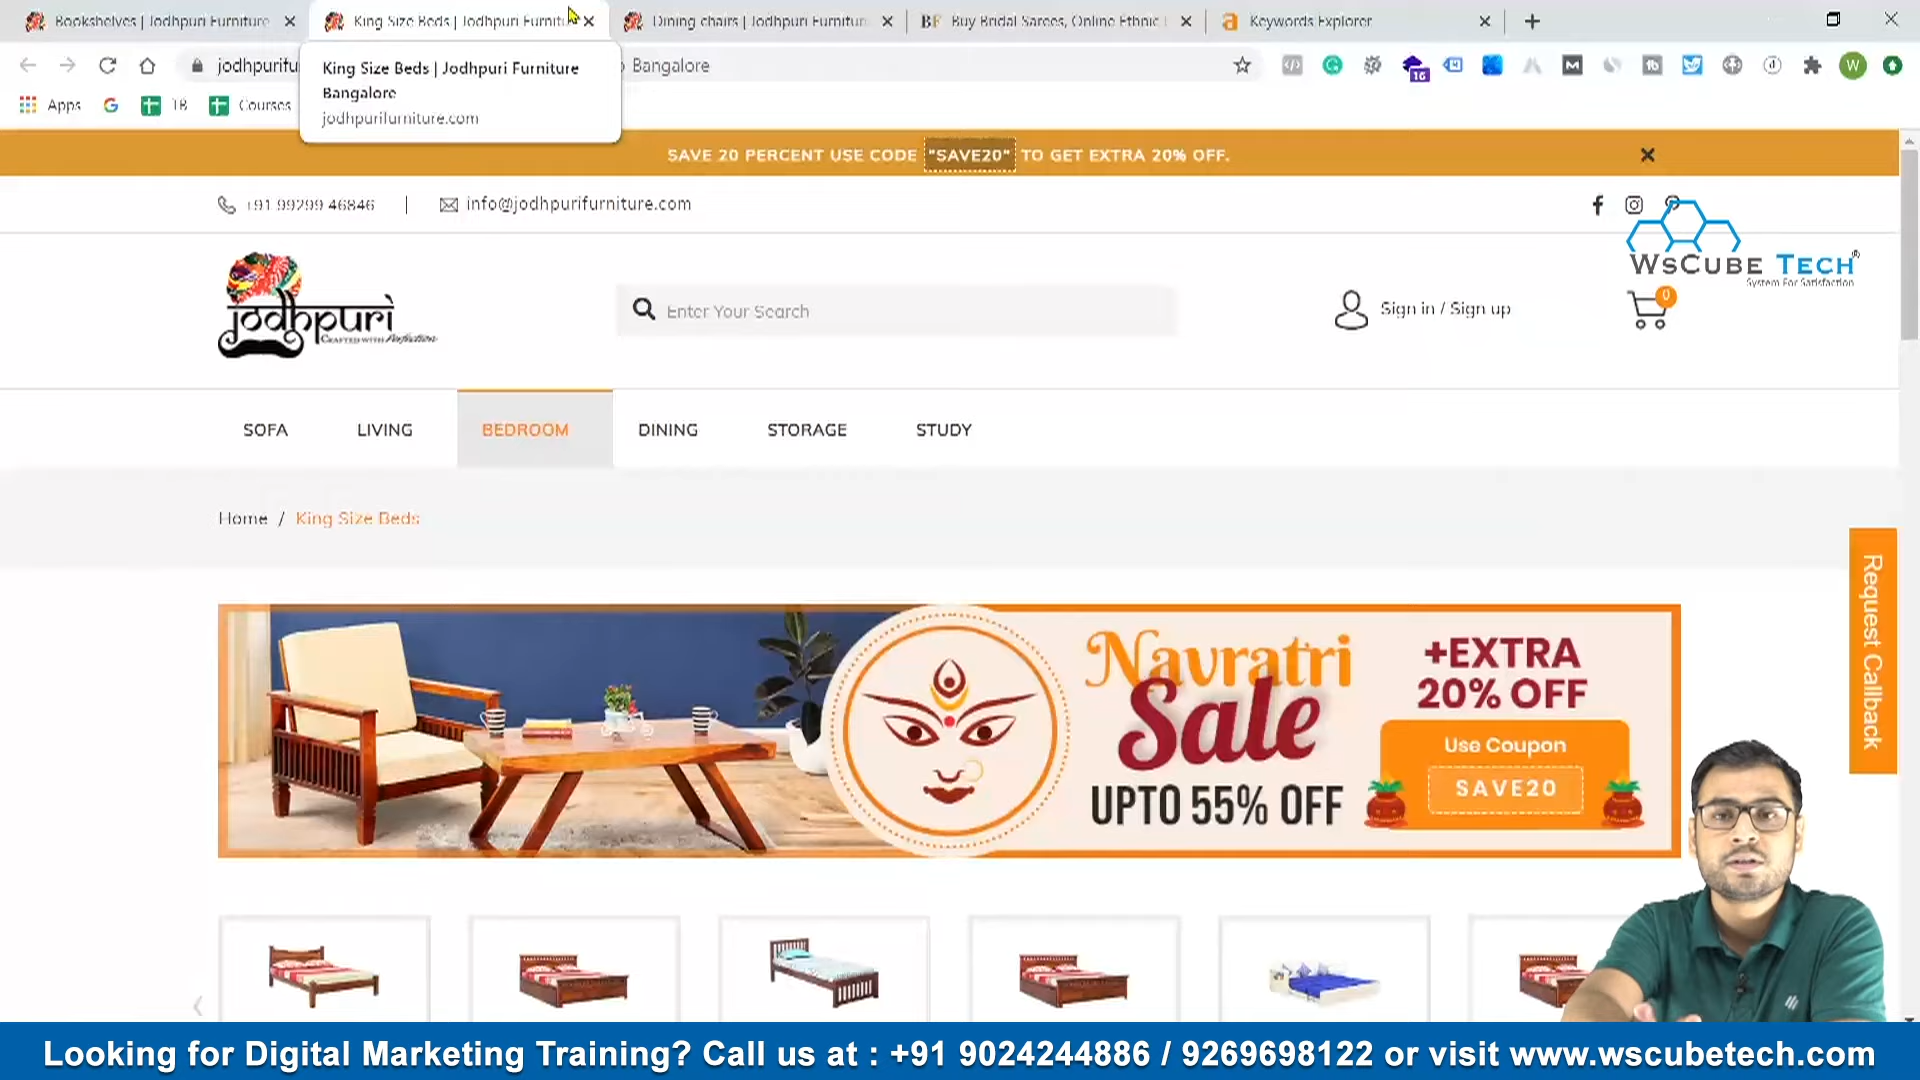 Bookshelves | Jodhpuri Furniture
King Size Beds | Jodhpuri Furnitu
Dining chairs | Jodhpuri Furniture
BF Buy Bridal Sarees, Online Ethnic
Keywords Explorer
jodhpurifu
Bangalore
16
W
King Size Beds | Jodhpuri Furniture
Bangalore
jodhpurifurniture.com
Apps
TB
Courses
SAVE 20 PERCENT USE CODE "SAVE20" TO GET EXTRA 20% OFF.
+91 99299 46846 | info@jodhpurifurniture.com
WsCube Tech®
System For Satisfaction
jodhpuri
Crafted with Perfection
Enter Your Search
Sign in / Sign up
0
SOFA
LIVING
BEDROOM
DINING
STORAGE
STUDY
Home / King Size Beds
Request Callback
Navratri
Sale
UPTO 55% OFF
+EXTRA
20% OFF
Use Coupon
SAVE20
Looking for Digital Marketing Training? Call us at : +91 9024244886 / 9269698122 or visit www.wscubetech.com